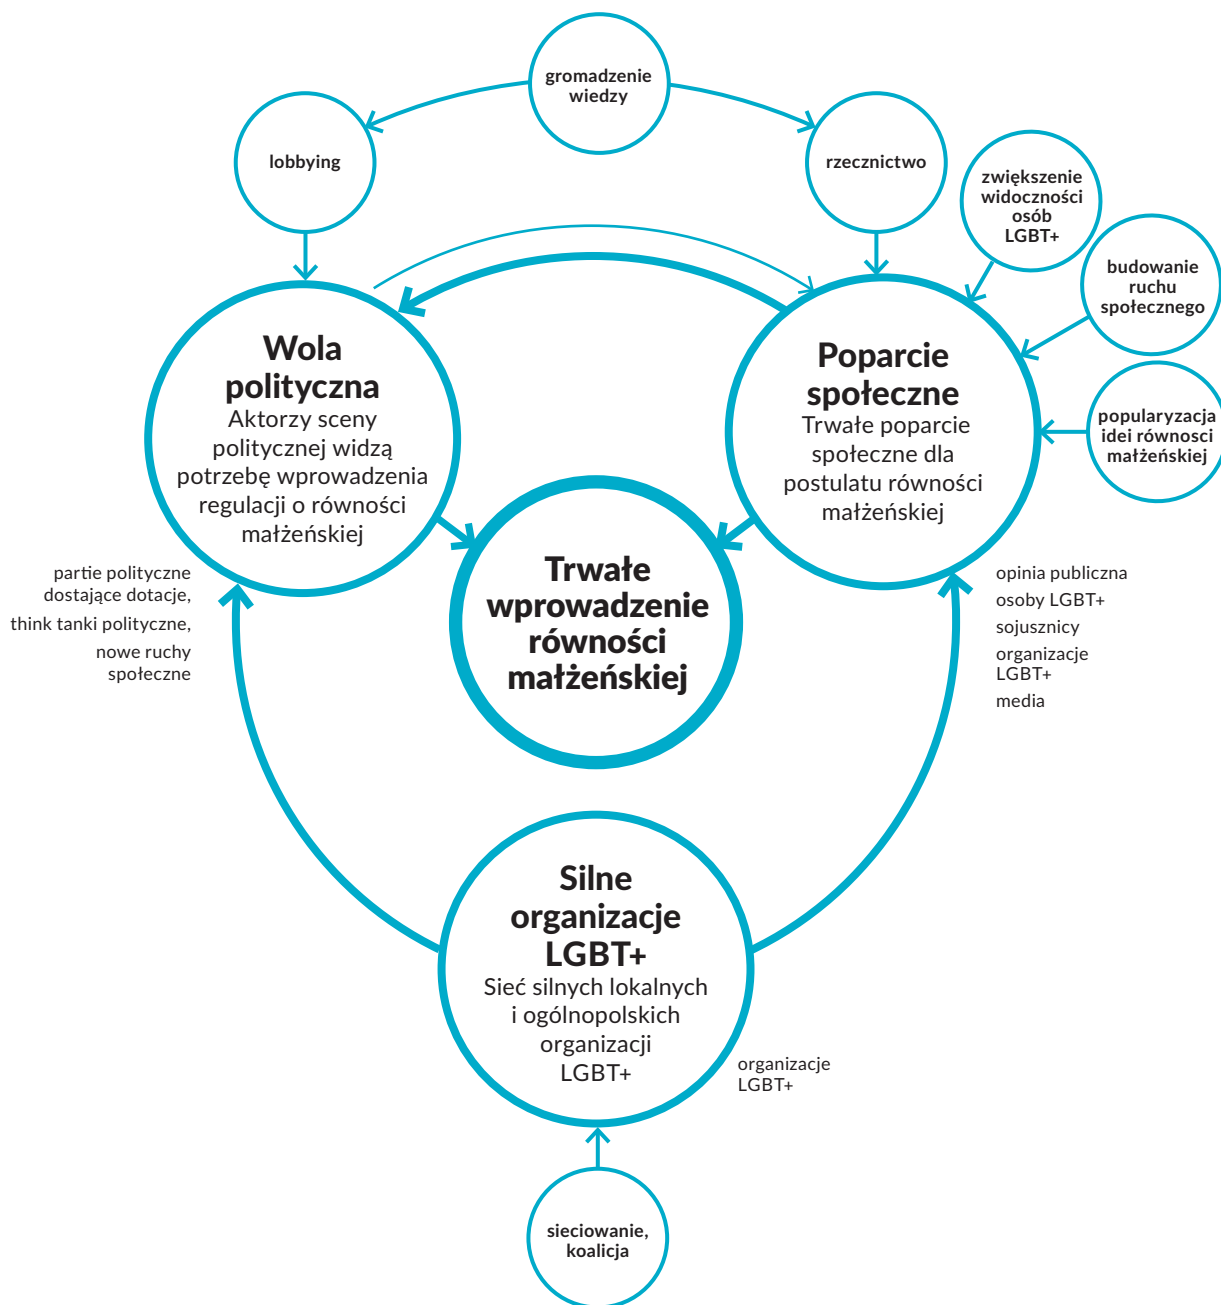 gromadzenie
wiedzy
lobbying
rzecznictwo
zwiększenie
widoczności
osób
LGBT+
budowanie
ruchu
społecznego
popularyzacja
idei równosci
małżeńskiej
Wola
polityczna
Aktorzy sceny
politycznej widzą
potrzebę wprowadzenia
regulacji o równości
małżeńskiej
Poparcie
społeczne
Trwałe poparcie
społeczne dla
postulatu równości
małżeńskiej
Trwałe
wprowadzenie
równości
małżeńskiej
partie polityczne
dostające dotacje,
think tanki polityczne,
nowe ruchy
społeczne
opinia publiczna
osoby LGBT+
sojusznicy
organizacje
LGBT+
media
Silne
organizacje
LGBT+
Sieć silnych lokalnych
i ogólnopolskich
organizacji
LGBT+
organizacje
LGBT+
sieciowanie,
koalicja